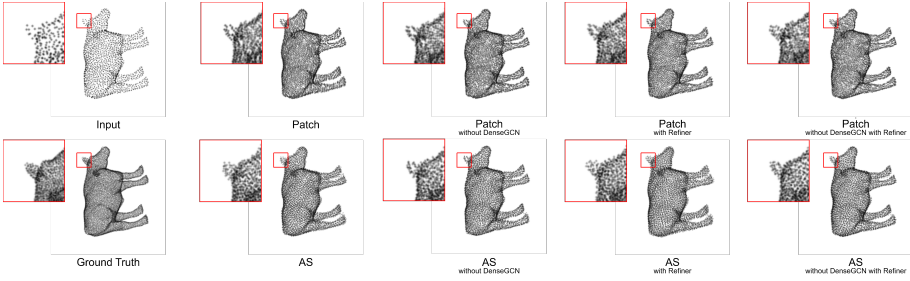 Input
Patch
Patch
without DenseGCN
Patch
with Refiner
Patch
without DenseGCN with Refiner
Ground Truth
AS
AS
without DenseGCN
AS
with Refiner
AS
without DenseGCN with Refiner